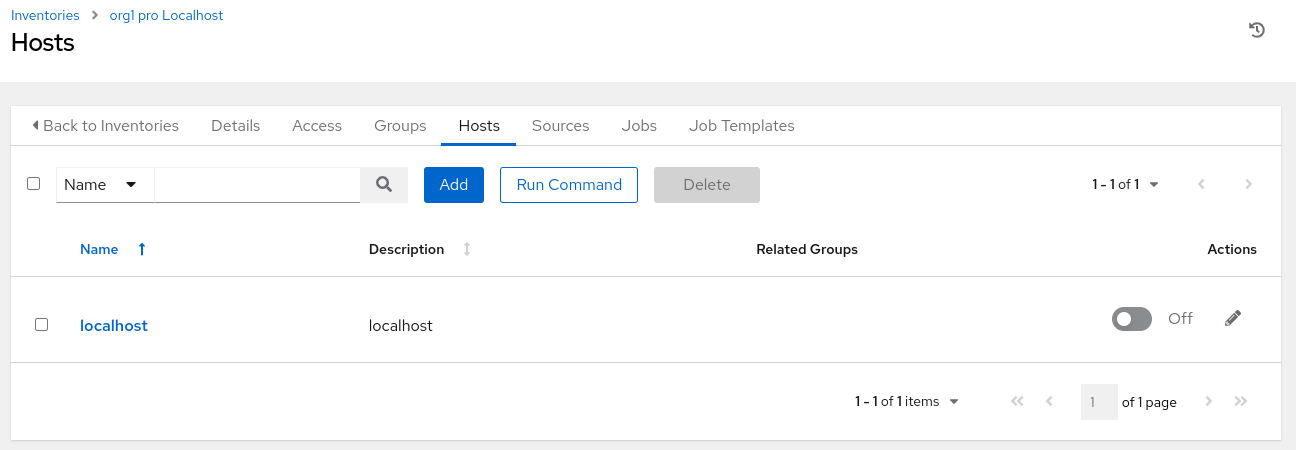 Inventories org1 pro Localhost
Hosts
Back to Inventories Details Access Groups Hosts Sources Jobs Job Templates
Name Add Run Command Delete 1 - 1 of 1
Name Description Related Groups Actions
localhost localhost Off
1 - 1 of 1 items 1 of 1 page